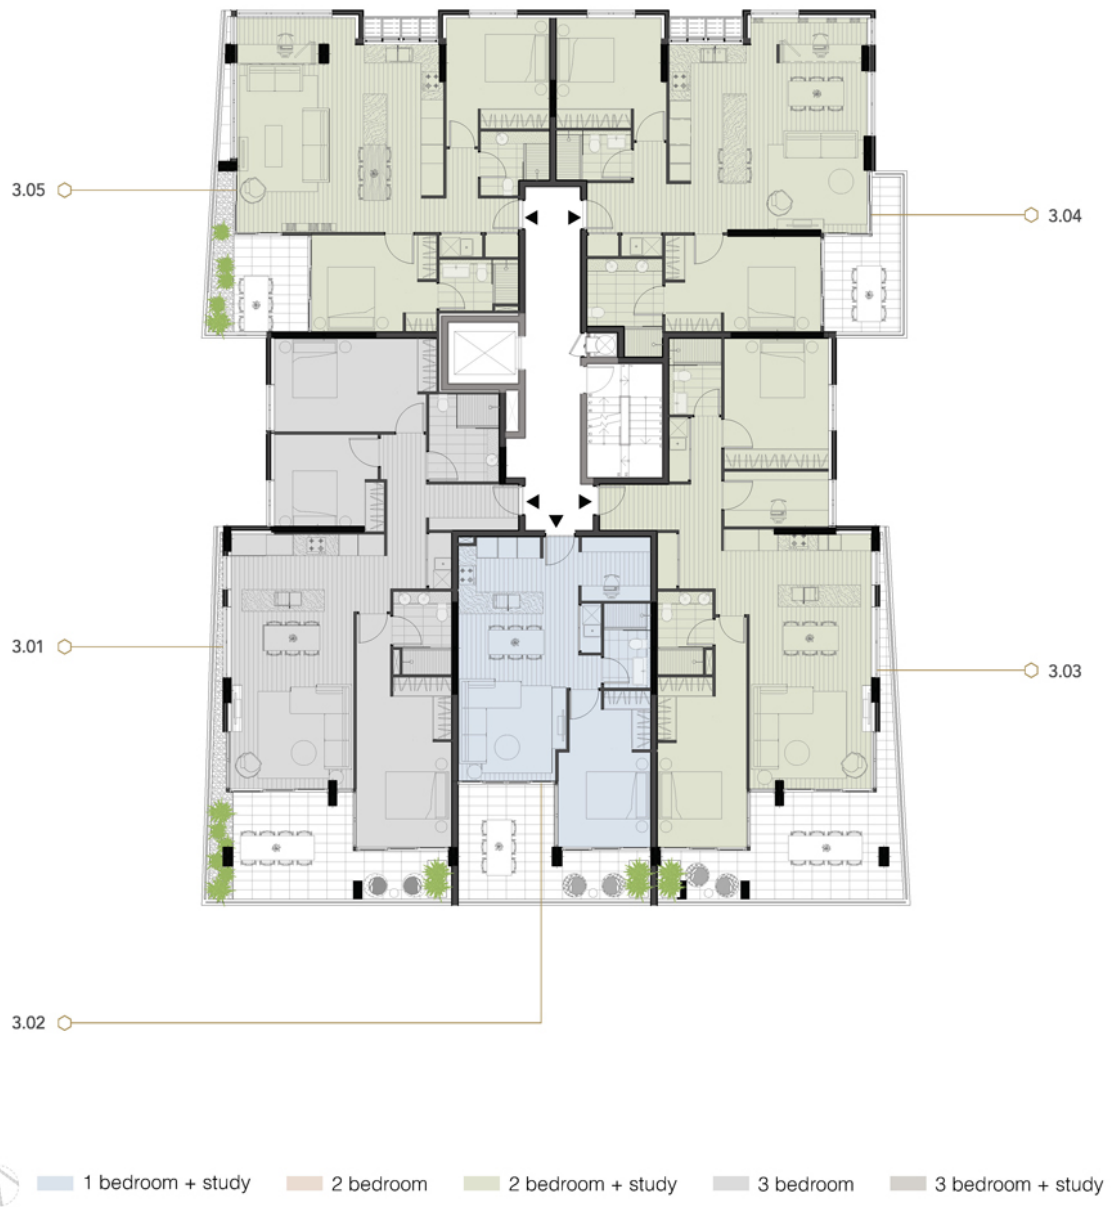 3.05
3.04
3.01
3.03
3.02
1 bedroom + study
2 bedroom
2 bedroom + study
3 bedroom
3 bedroom + study